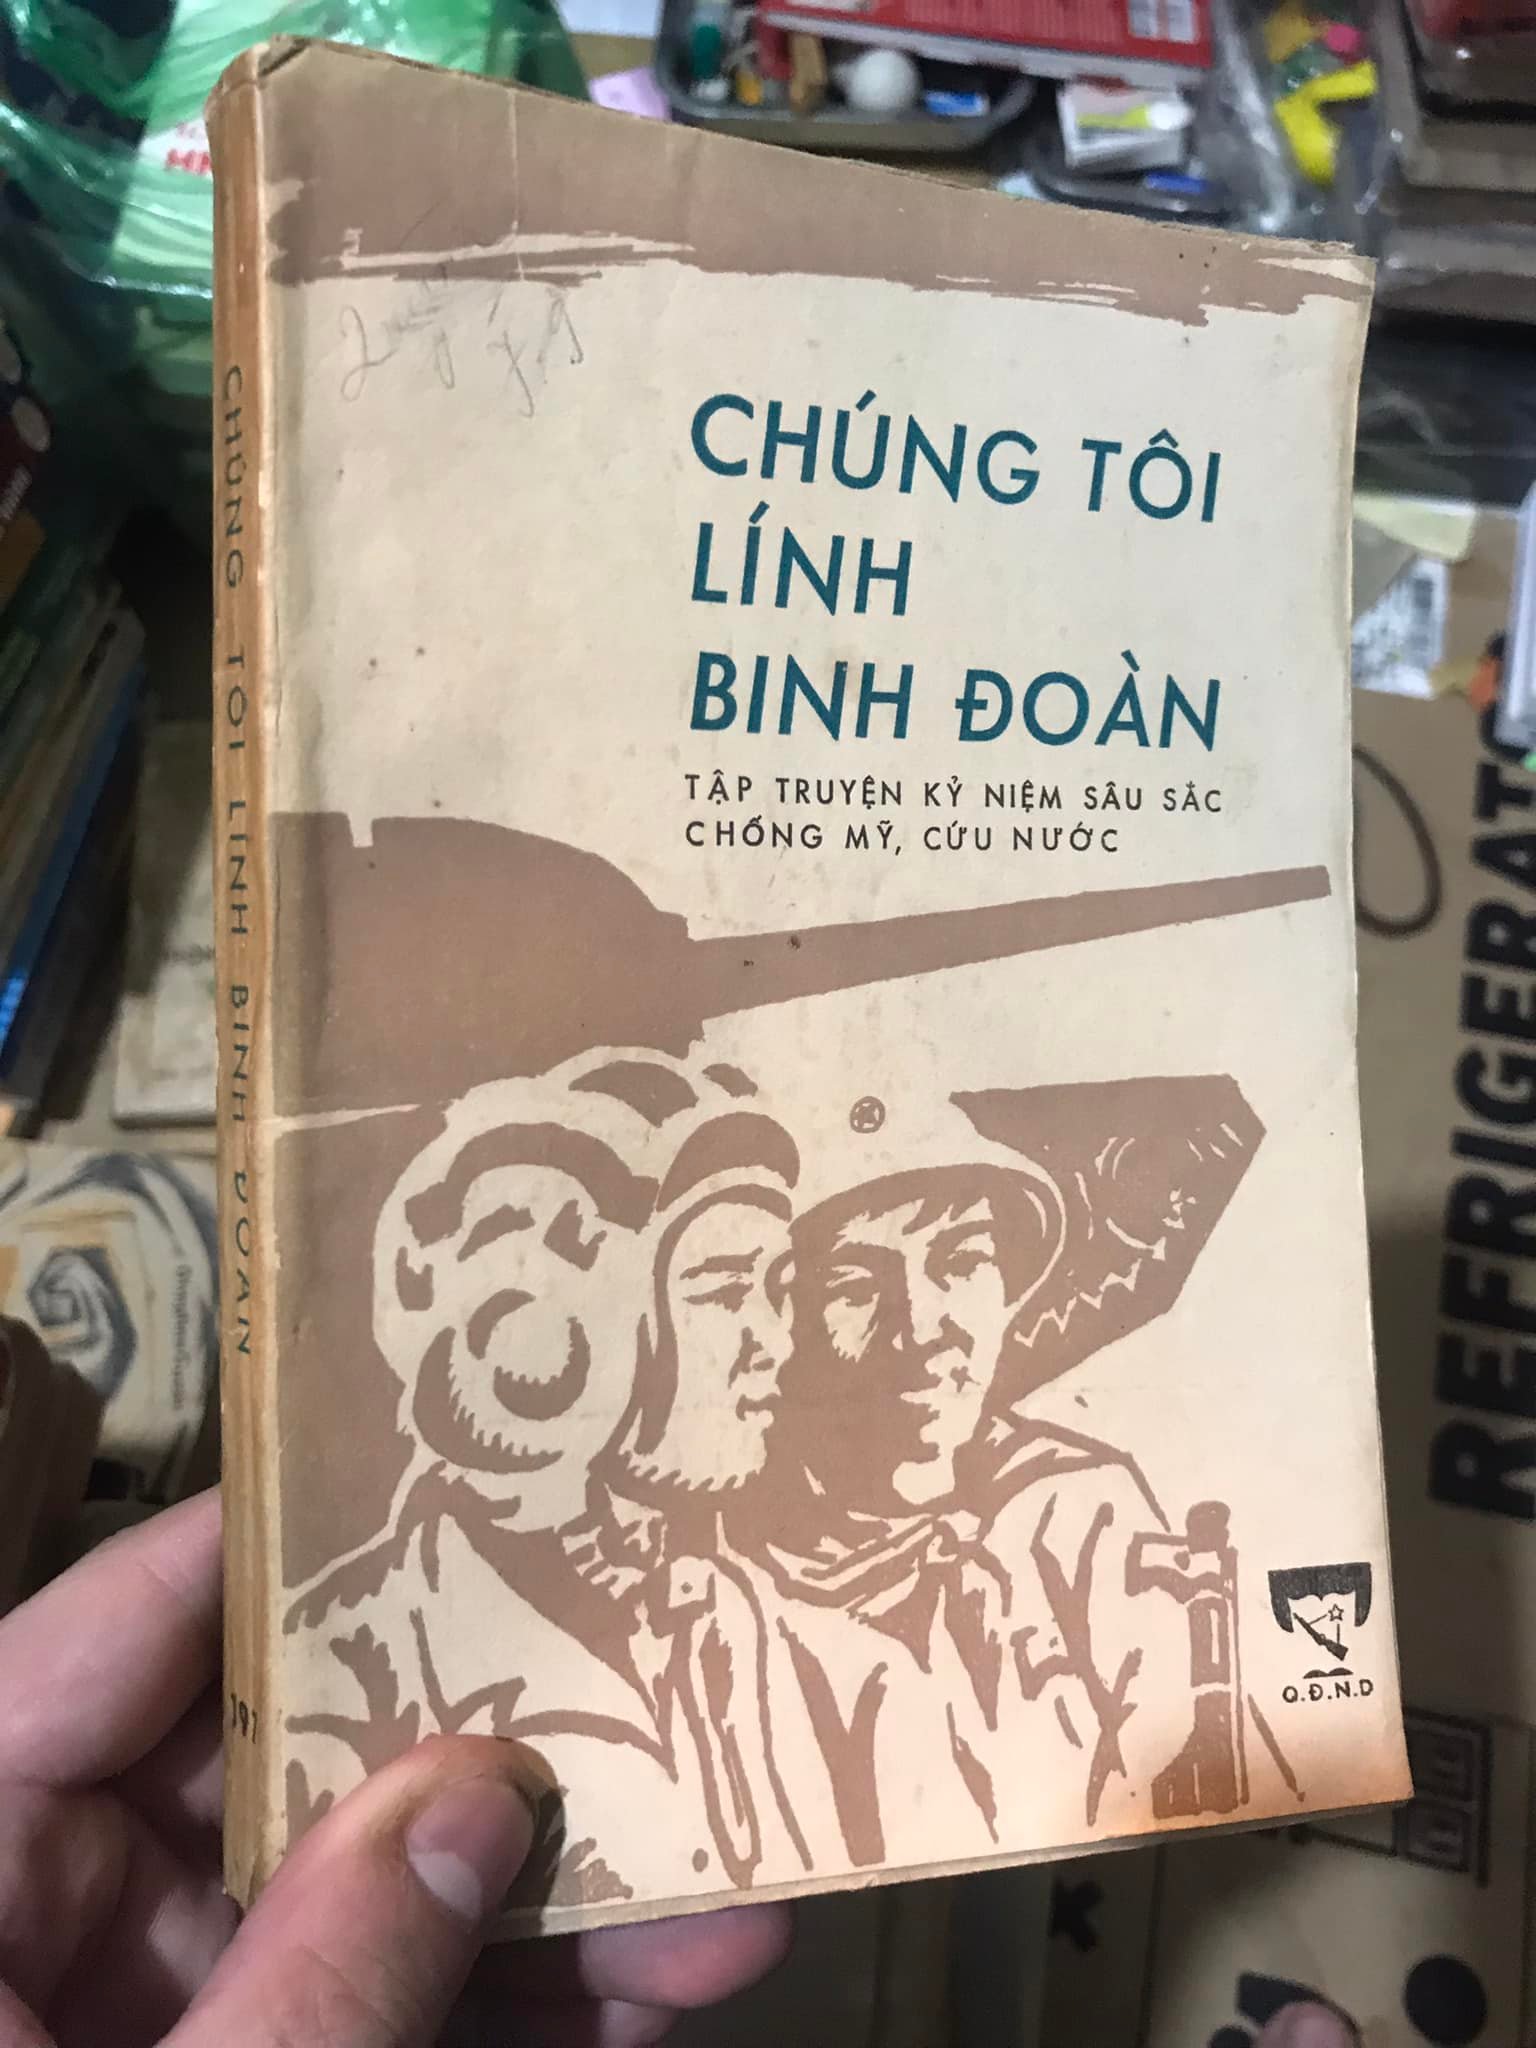 CHÚNG TÔI
LÍNH
BINH ĐOÀN
TẬP TRUYỆN KỶ NIỆM SÂU SẮC
CHỐNG MỸ, CỨU NƯỚC
Q.Đ.N.D
CHÚNG TÔI LÍNH BINH ĐOÀN
REFRIGERATO